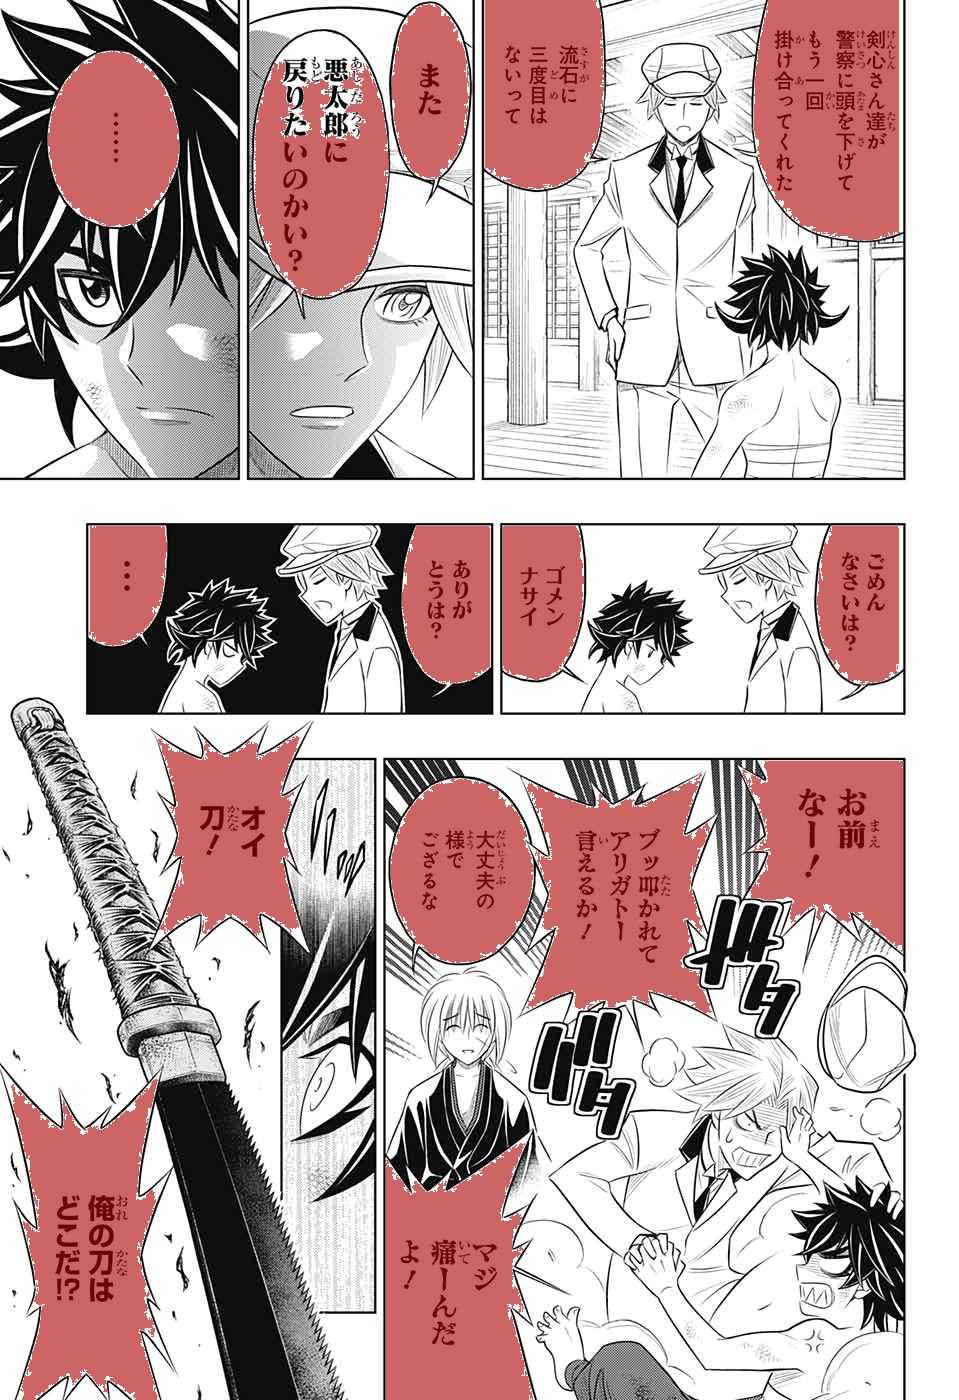 剣心さん達が
警察に頭を下げて
もう一回
掛け合ってくれた
流石に
三度目は
ないって
また
悪太郎に
戻りたいのかい？
……
ごめん
なさいは？
ゴメン
ナサイ
ありが
とうは？
…
お前
なー！
ブッ叩かれて
アリガトー
言えるか！
大丈夫の
様で
ござるな
ドタ
ドタ
マジ
痛ーんだ
よ！
オイ
刀！
俺の刀は
どこだ!?